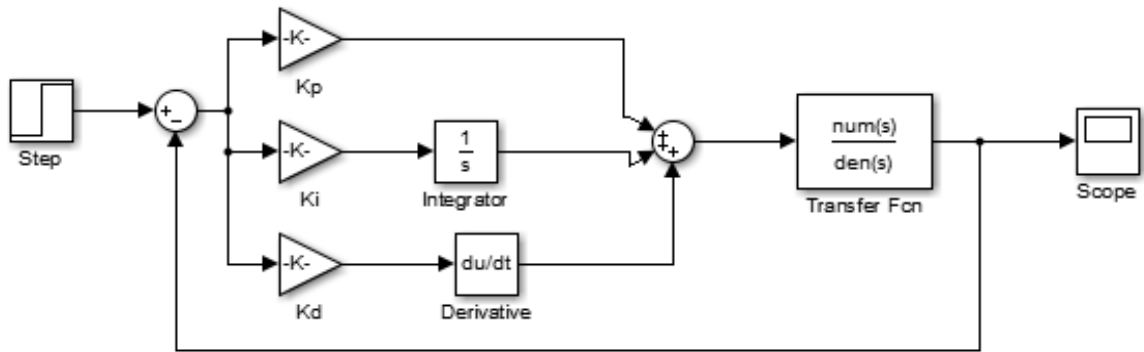 -K-
Kp
Step
+
−
-K-
Ki
1
s
Integrator
+
+
+
num(s)
den(s)
Transfer Fcn
Scope
-K-
Kd
du/dt
Derivative